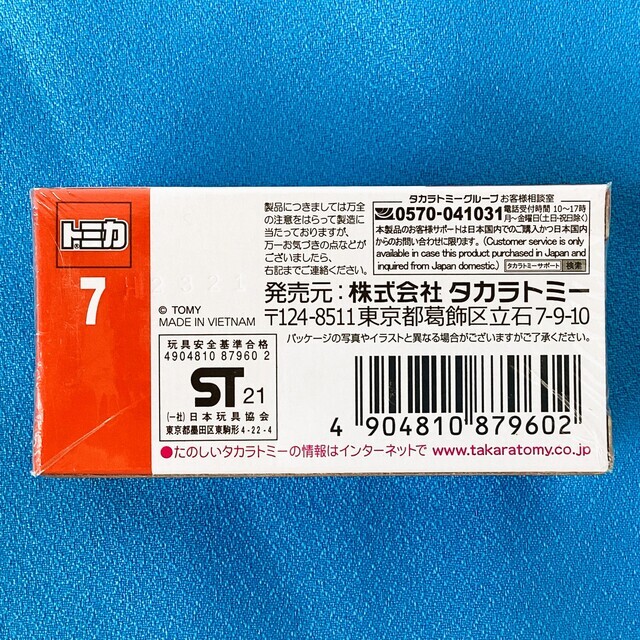 トミカ
7
© TOMY
MADE IN VIETNAM
製品につきましては万全
の注意をはらって製造に
当たっておりますが、
万一お気づきの点などが
ございましたら、
右記までご連絡ください。
タカラトミーグループ お客様相談室
0570-041031 電話受付時間 10〜17時
月〜金曜日(土・日・祝日除く)
本製品のお客様サポートは日本国内でのご購入かつ日本国内
からのお問い合わせに限ります。(Customer service is only
available in case this product purchased in Japan and
inquired from Japan domestic.) タカラトミーサポート 検索
発売元:株式会社 タカラトミー
〒124-8511 東京都葛飾区立石7-9-10
パッケージの写真やイラストと異なる場合がございますがご了承ください。
玩具安全基準合格
4904810 87960 2
ST 21
(一社)日本玩具協会
東京都墨田区東駒形4-22-4
4 904810 879602
●たのしいタカラトミーの情報はインターネットで www.takaratomy.co.jp